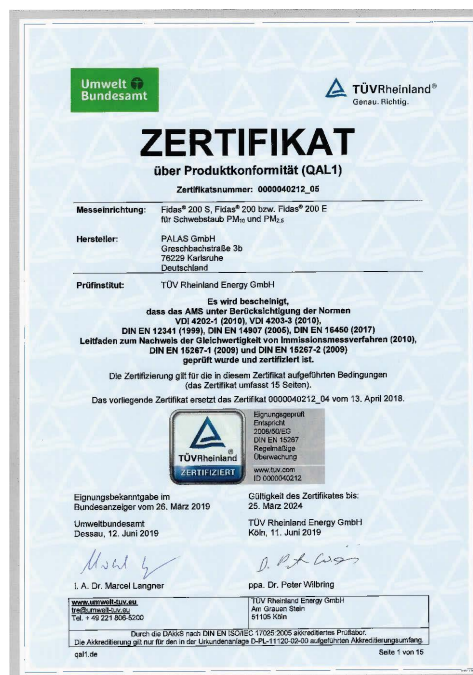 Umwelt
Bundesamt
TÜVRheinland®
Genau. Richtig.
ZERTIFIKAT
über Produktkonformität (QAL1)
Zertifikatsnummer: 0000040212_05
Messeinrichtung: Fidas® 200 S, Fidas® 200 bzw. Fidas® 200 E
für Schwebstaub PM10 und PM2,5
Hersteller: PALAS GmbH
Greschbachstraße 3b
76229 Karlsruhe
Deutschland
Prüfinstitut: TÜV Rheinland Energy GmbH
Es wird bescheinigt,
dass das AMS unter Berücksichtigung der Normen
VDI 4202-1 (2010), VDI 4203-3 (2010),
DIN EN 12341 (1999), DIN EN 14907 (2005), DIN EN 16450 (2017)
Leitfaden zum Nachweis der Gleichwertigkeit von Immissionsmessverfahren (2010),
DIN EN 15267-1 (2009) und DIN EN 15267-2 (2009)
geprüft wurde und zertifiziert ist.
Die Zertifizierung gilt für die in diesem Zertifikat aufgeführten Bedingungen
(das Zertifikat umfasst 15 Seiten).
Das vorliegende Zertifikat ersetzt das Zertifikat 0000040212_04 vom 13. April 2018.
TÜVRheinland
ZERTIFIZIERT
Eignungsgeprüft
Entspricht
2008/50/EG
DIN EN 15267
Regelmäßige
Überwachung
www.tuv.com
ID 0000040212
Eignungsbekanntgabe im
Bundesanzeiger vom 26. März 2019
Gültigkeit des Zertifikates bis:
25. März 2024
Umweltbundesamt
Dessau, 12. Juni 2019
TÜV Rheinland Energy GmbH
Köln, 11. Juni 2019
i. A. Dr. Marcel Langner
ppa. Dr. Peter Wilbring
www.umwelt-tuv.eu
tre@umwelt-tuv.eu
Tel. + 49 221 806-5200
TÜV Rheinland Energy GmbH
Am Grauen Stein
51105 Köln
Durch die DAkkS nach DIN EN ISO/IEC 17025:2005 akkreditiertes Prüflabor.
Die Akkreditierung gilt nur für den in der Urkundenanlage D-PL-11120-02-00 aufgeführten Akkreditierungsumfang.
qal1.de
Seite 1 von 15